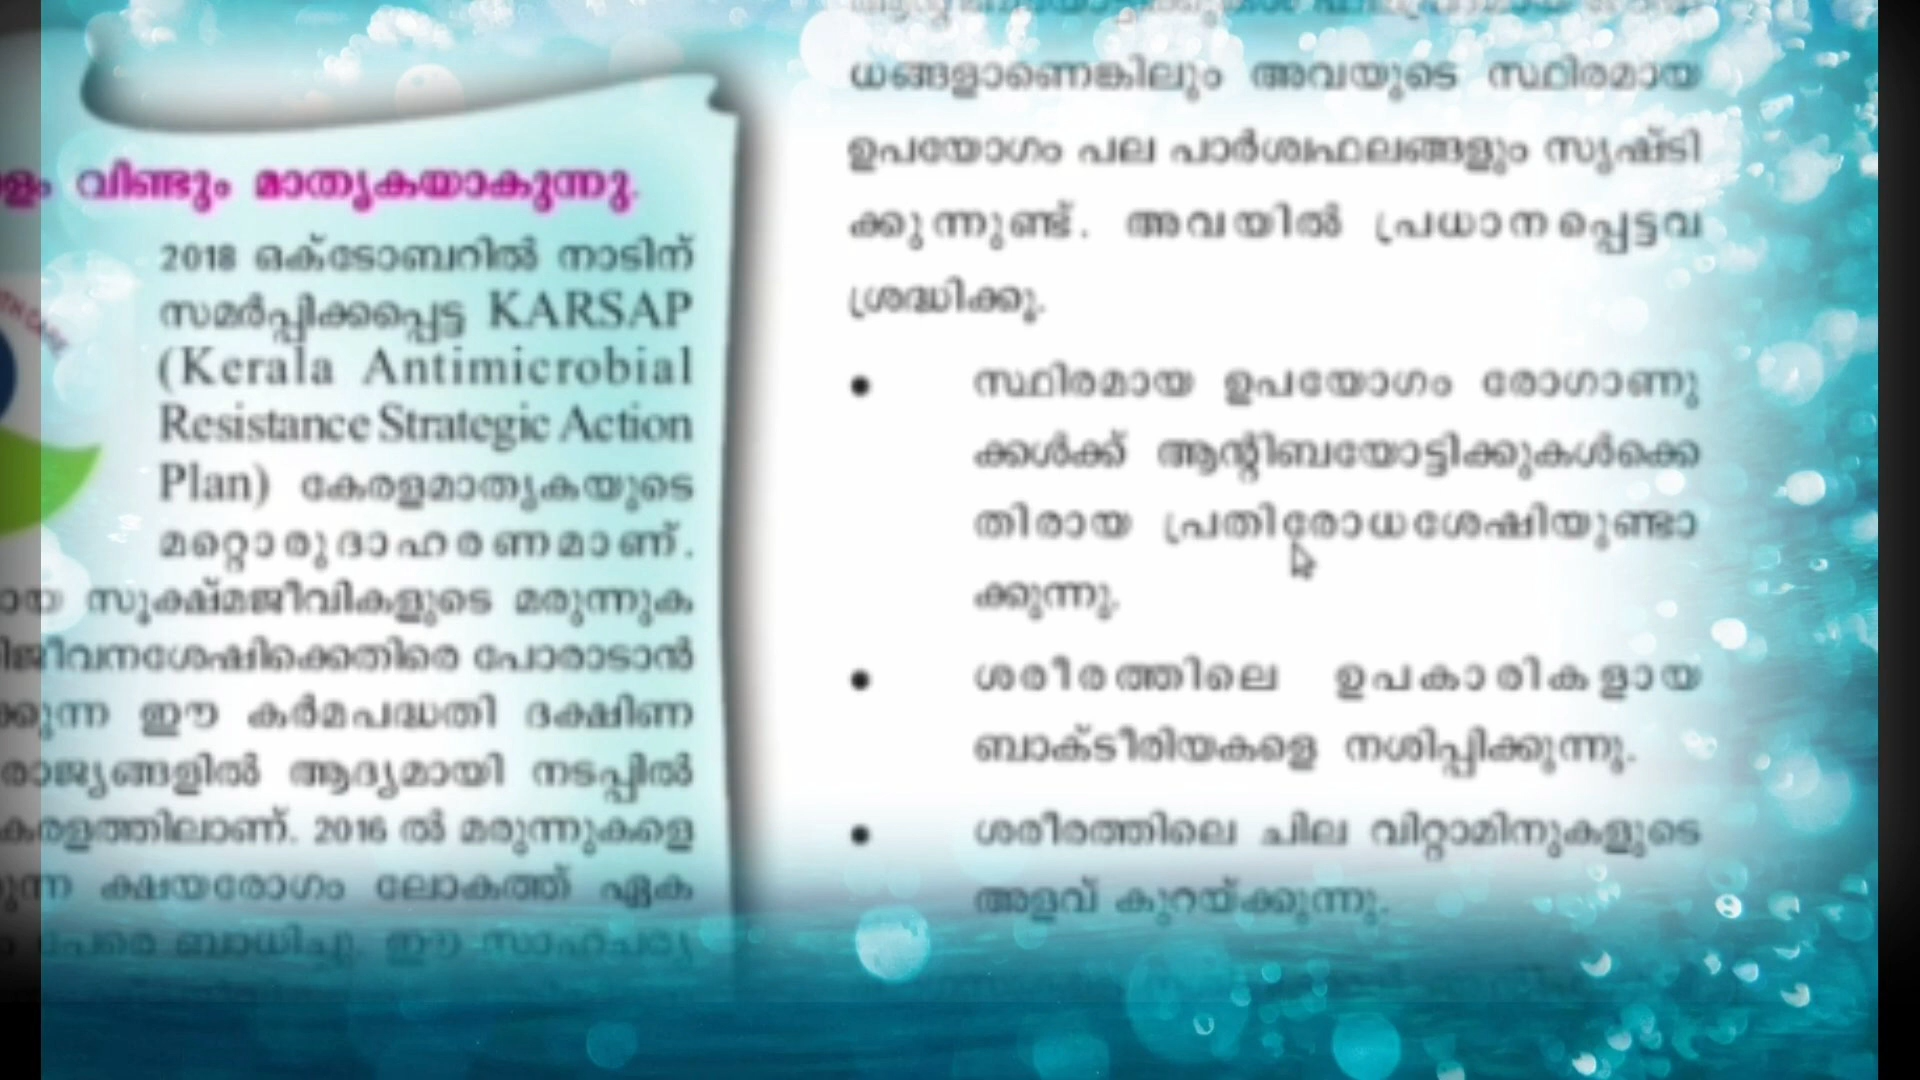 വീണ്ടും മാതൃകയാകുന്നു.
2018 ഒക്ടോബറിൽ നാടിന്
സമർപ്പിക്കപ്പെട്ട KARSAP
(Kerala Antimicrobial
Resistance Strategic Action
Plan) കേരളമാതൃകയുടെ
മറ്റൊരുദാഹരണമാണ്.
സൂക്ഷ്മജീവികളുടെ മരുന്നുക
പോരാടാൻ
ഈ കർമപദ്ധതി ദക്ഷിണ
രാജ്യങ്ങളിൽ ആദ്യമായി നടപ്പിൽ
2016 ൽ മരുന്നുകളെ
ക്ഷയരോഗം ലോകത്ത് ഏക
പേരെ ബാധിച്ചു. ഈ സാഹചര്യ
ധങ്ങളാണെങ്കിലും അവയുടെ സ്ഥിരമായ
ഉപയോഗം പല പാർശ്വഫലങ്ങളും സൃഷ്ടി
ക്കുന്നുണ്ട്. അവയിൽ പ്രധാനപ്പെട്ടവ
ശ്രദ്ധിക്കൂ.
• സ്ഥിരമായ ഉപയോഗം രോഗാണു
ക്കൾക്ക് ആന്റിബയോട്ടിക്കുകൾക്കെ
തിരായ പ്രതിരോധശേഷിയുണ്ടാ
ക്കുന്നു.
• ശരീരത്തിലെ ഉപകാരികളായ
ബാക്ടീരിയകളെ നശിപ്പിക്കുന്നു.
• ശരീരത്തിലെ ചില വിറ്റാമിനുകളുടെ
അളവ് കുറയ്ക്കുന്നു.